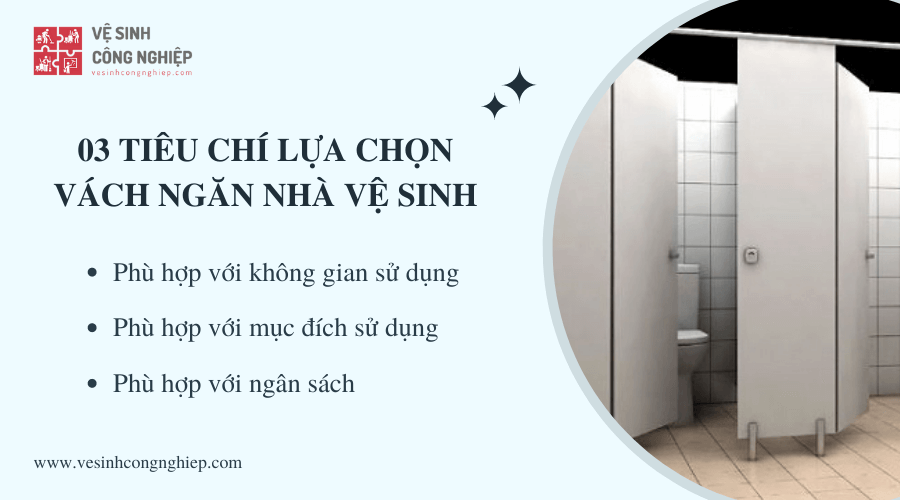 VỆ SINH
CÔNG NGHIỆP
vesinhcongnghiep.com
03 TIÊU CHÍ LỰA CHỌN
VÁCH NGĂN NHÀ VỆ SINH
Phù hợp với không gian sử dụng
Phù hợp với mục đích sử dụng
Phù hợp với ngân sách
www.vesinhcongnghiep.com